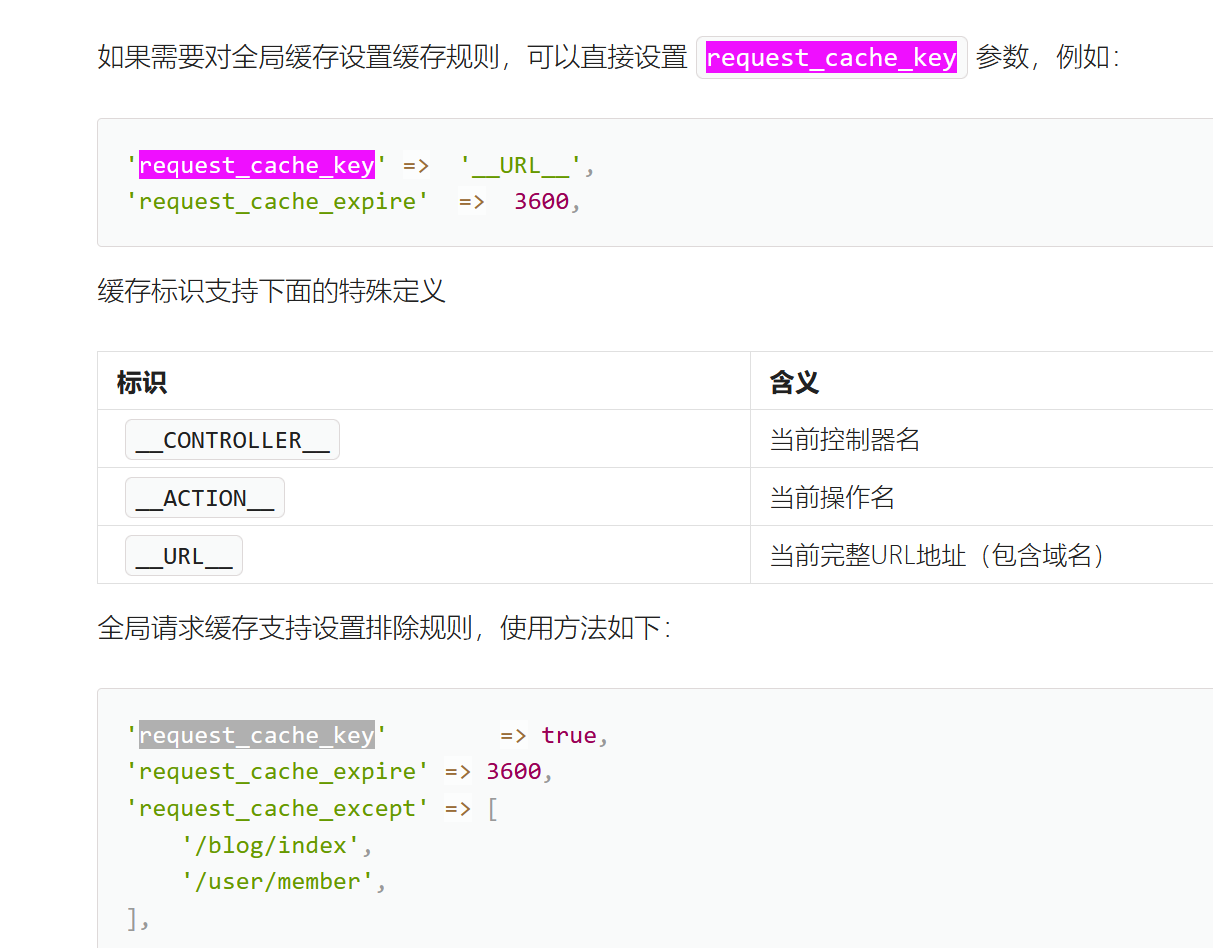 如果需要对全局缓存设置缓存规则，可以直接设置 request_cache_key 参数，例如：
'request_cache_key' =>  '__URL__',
'request_cache_expire'  =>  3600,
缓存标识支持下面的特殊定义
标识 含义
__CONTROLLER__ 当前控制器名
__ACTION__ 当前操作名
__URL__ 当前完整URL地址（包含域名）
全局请求缓存支持设置排除规则，使用方法如下：
'request_cache_key'        => true,
'request_cache_expire' => 3600,
'request_cache_except' => [
    '/blog/index',
    '/user/member',
],